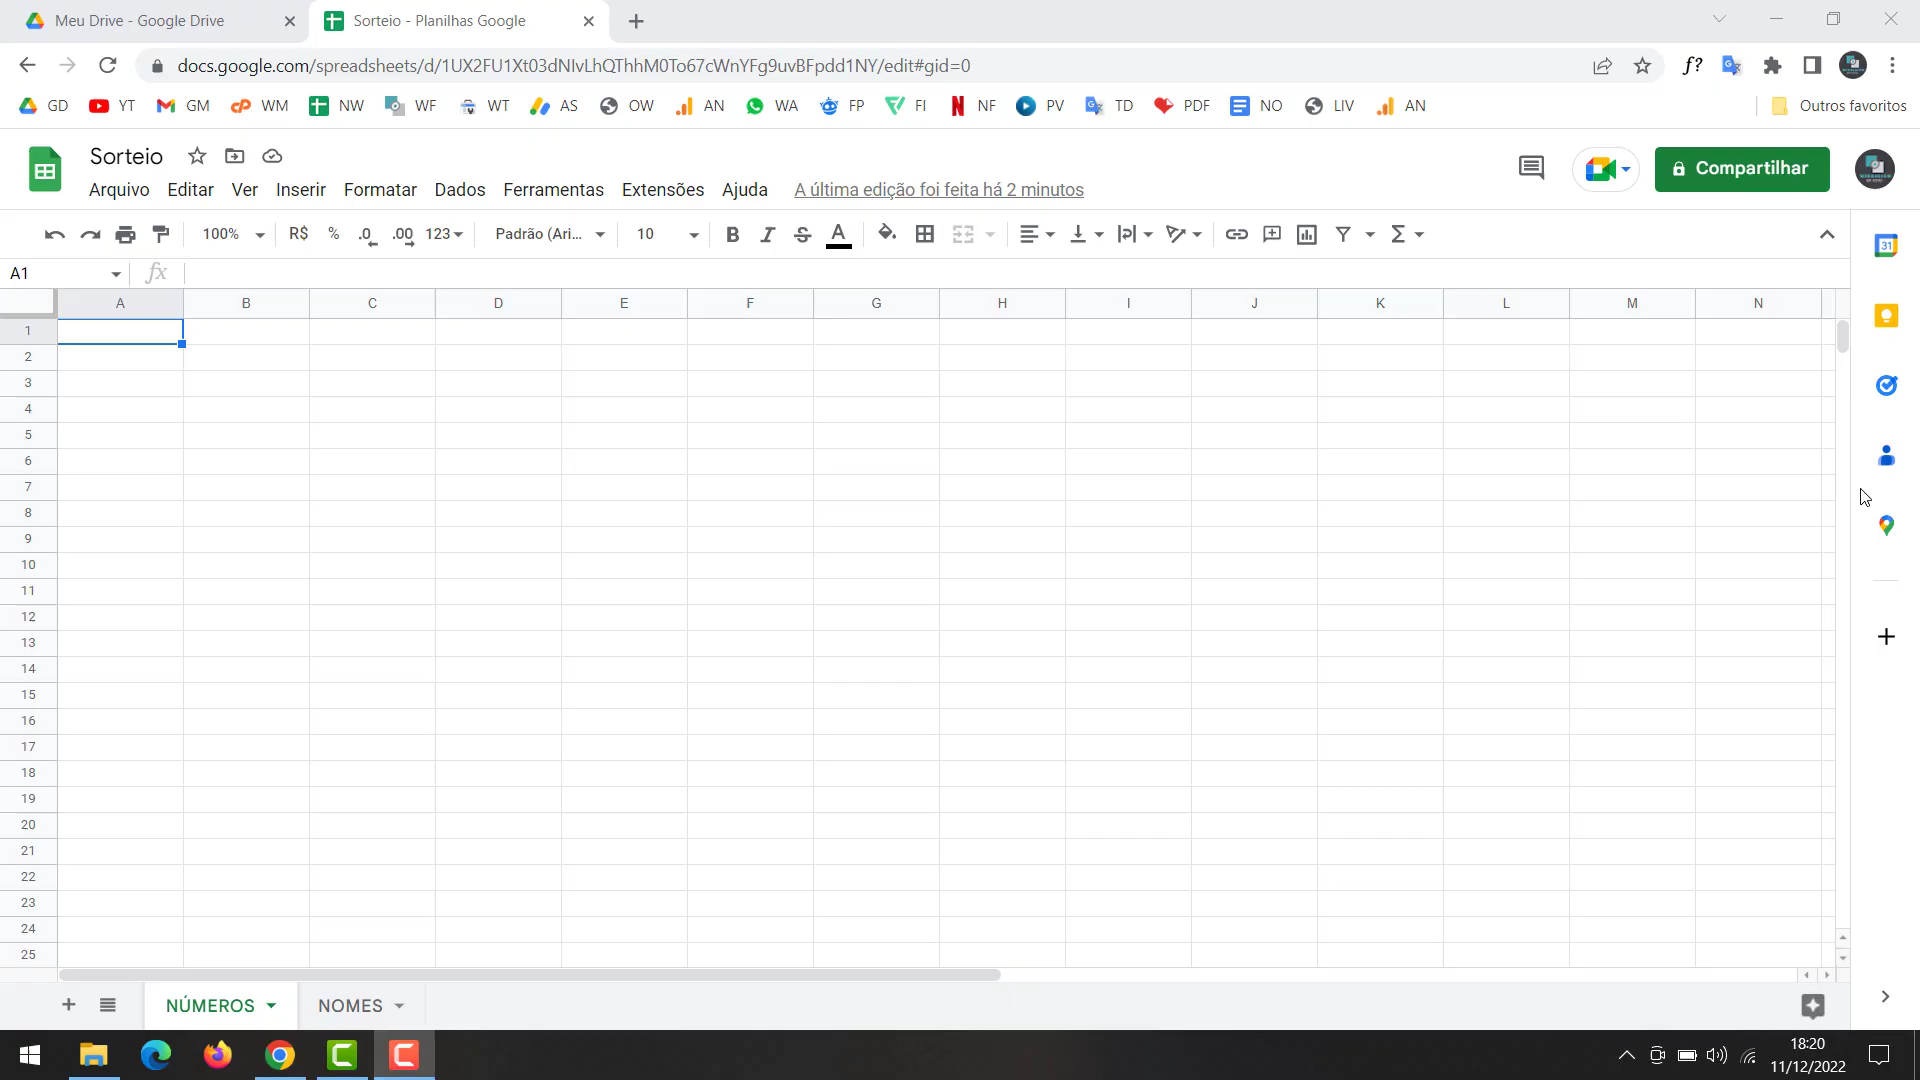 Meu Drive - Google Drive
Sorteio - Planilhas Google
docs.google.com/spreadsheets/d/1UX2FU1Xt03dNIvLhQThhM0To67cWnYFg9uvBFpdd1NY/edit#gid=0
f?
GD YT GM WM NW WF WT AS OW AN WA FP FI NF PV TD PDF NO LIV AN Outros favoritos
Sorteio
Compartilhar
Arquivo Editar Ver Inserir Formatar Dados Ferramentas Extensões Ajuda A última edição foi feita há 2 minutos
100% R$ % .0 .00 123 Padrão (Ari... 10 B I S A Σ
31
A1 fx
A B C D E F G H I J K L M N
1
2
3
4
5
6
7
8
9
10
11
12
13
14
15
16
17
18
19
20
21
22
23
24
25
NÚMEROS NOMES
18:20
11/12/2022